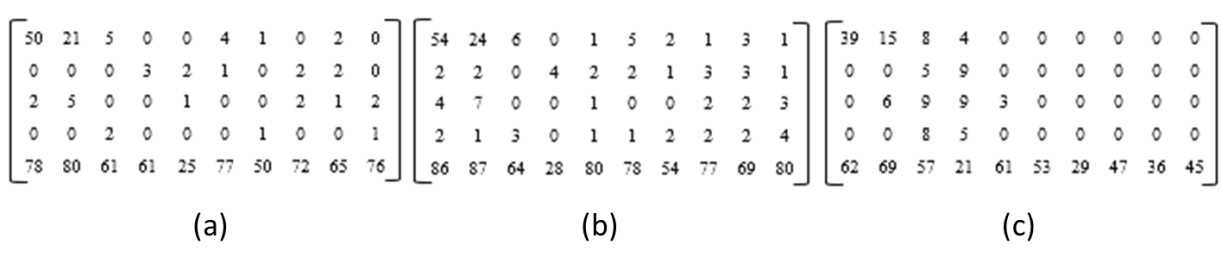 50 21 5 0 0 4 1 0 2 0
0 0 0 3 2 1 0 2 2 0
2 5 0 0 1 0 0 2 1 2
0 0 2 0 0 0 1 0 0 1
78 80 61 61 25 77 50 72 65 76
(a)
54 24 6 0 1 5 2 1 3 1
2 2 0 4 2 2 1 3 3 1
4 7 0 0 1 0 0 2 2 3
2 1 3 0 1 1 2 2 2 4
86 87 64 28 80 78 54 77 69 80
(b)
39 15 8 4 0 0 0 0 0 0
0 0 5 9 0 0 0 0 0 0
0 6 9 9 3 0 0 0 0 0
0 0 8 5 0 0 0 0 0 0
62 69 57 21 61 53 29 47 36 45
(c)